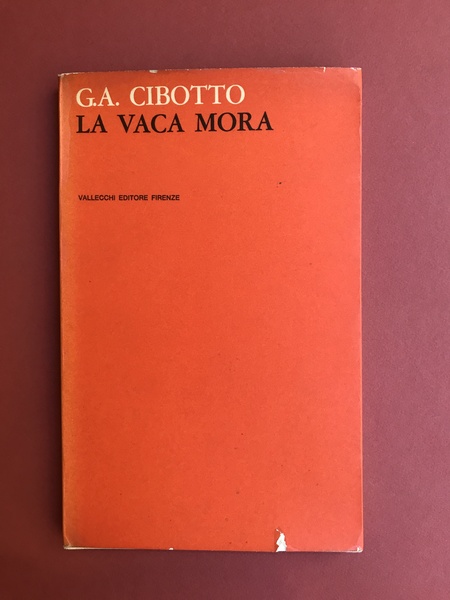 G.A. CIBOTTO
LA VACA MORA
VALLECCHI EDITORE FIRENZE